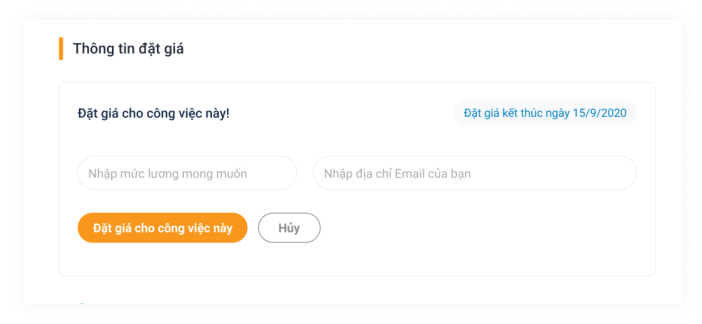 Thông tin đặt giá
Đặt giá cho công việc này!
Đặt giá kết thúc ngày 15/9/2020
Nhập mức lương mong muốn
Nhập địa chỉ Email của bạn
Đặt giá cho công việc này
Hủy